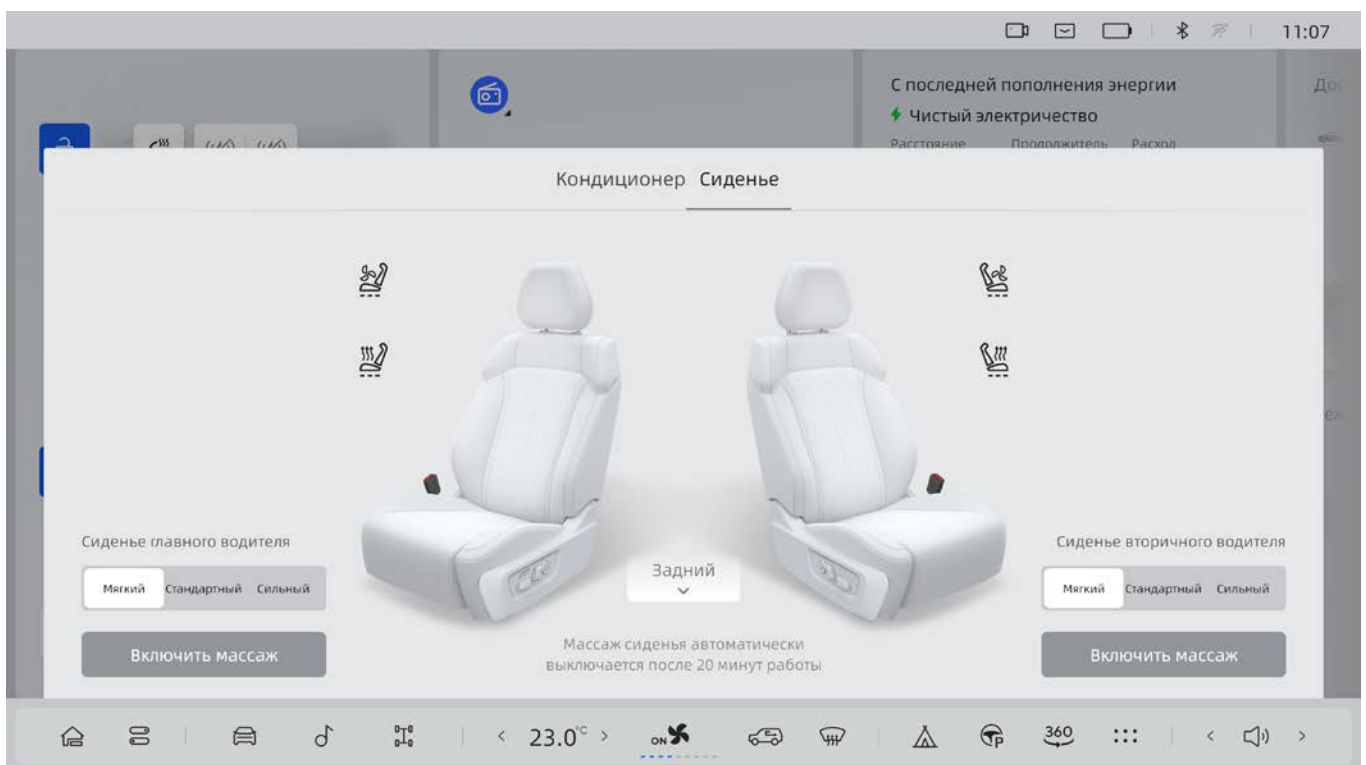 11:07
С последней пополнения энергии
Чистый электричество
Расстояние Продолжитель Расход
Кондиционер Сиденье
Сиденье главного водителя
Мягкий Стандартный Сильный
Включить массаж
Задний
Массаж сиденья автоматически
выключается после 20 минут работы
Сиденье вторичного водителя
Мягкий Стандартный Сильный
Включить массаж
23.0°C
ON
P
360